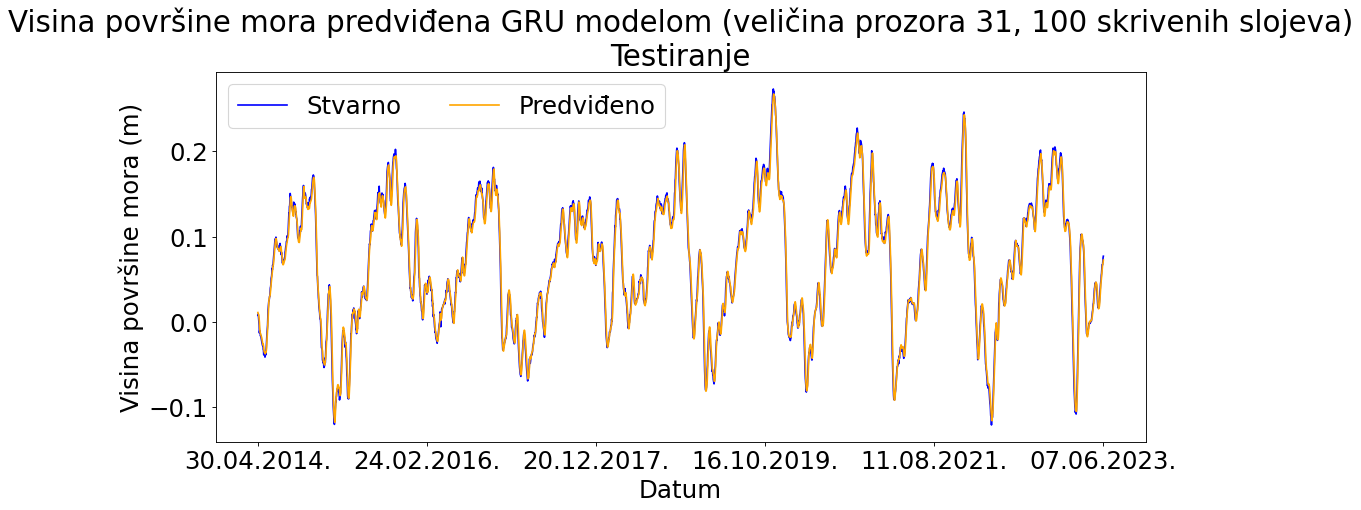 Visina površine mora predviđena GRU modelom (veličina prozora 31, 100 skrivenih slojeva)
Testiranje
Stvarno Predviđeno
Visina površine mora (m)
0.2
0.1
0.0
−0.1
30.04.2014. 24.02.2016. 20.12.2017. 16.10.2019. 11.08.2021. 07.06.2023.
Datum